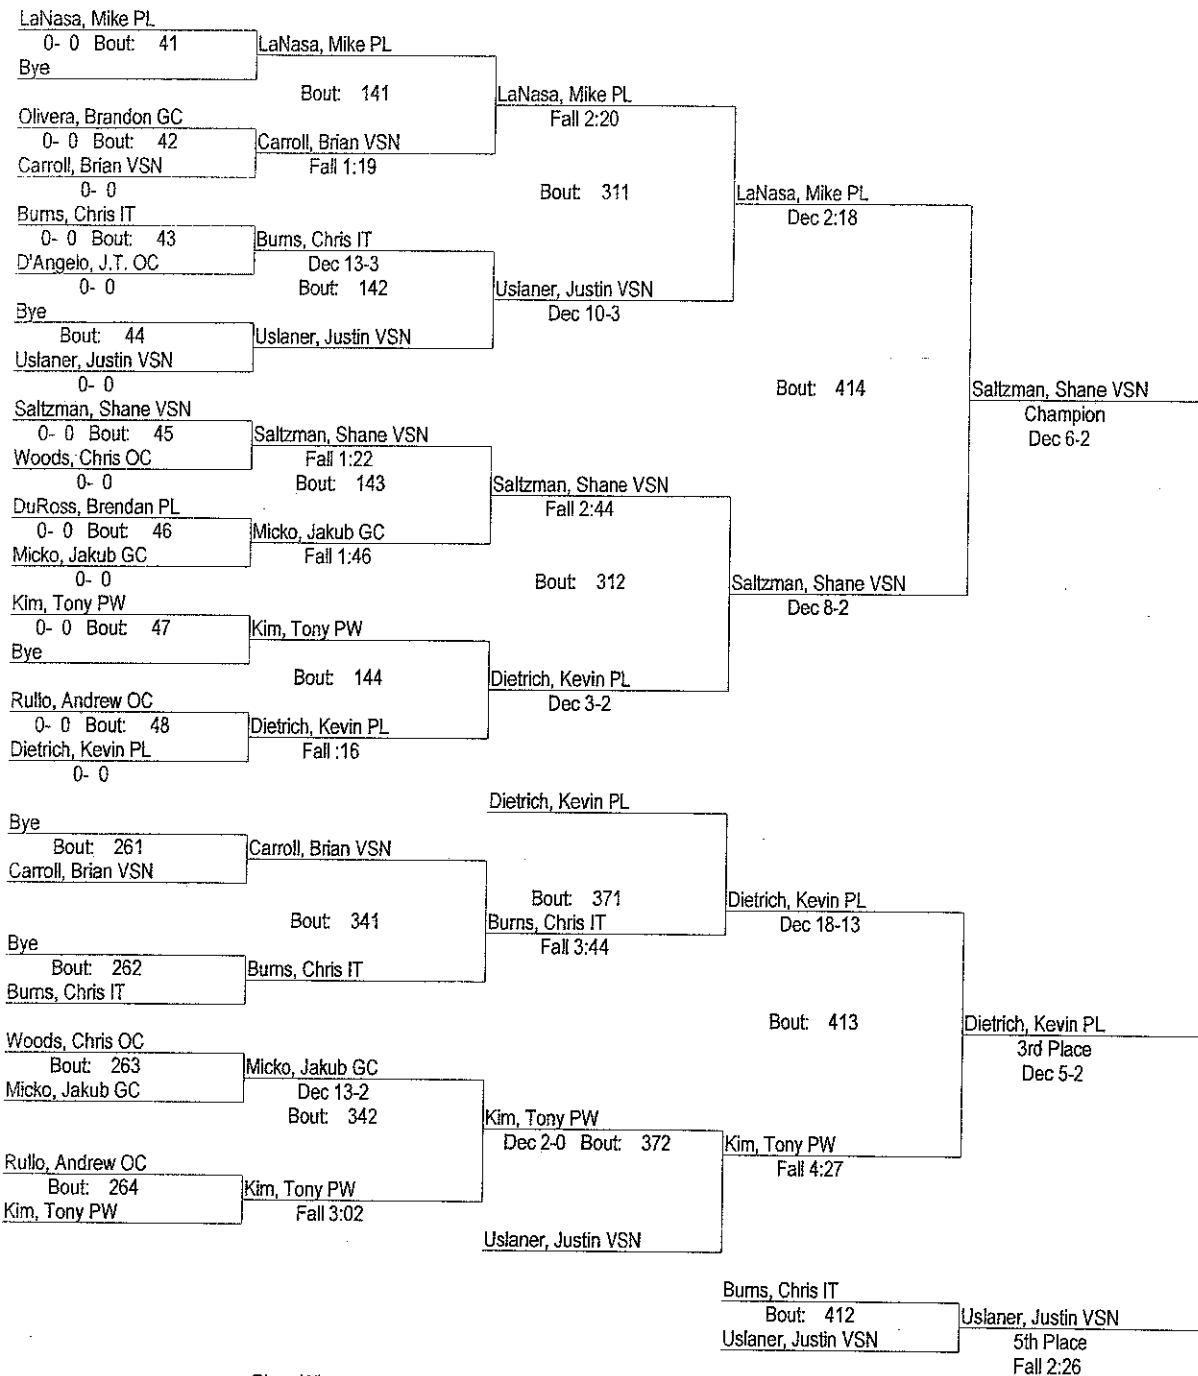 LaNasa, Mike PL
0- 0 Bout: 41
Bye
LaNasa, Mike PL
Bout: 141
Olivera, Brandon GC
0- 0 Bout: 42
Carroll, Brian VSN
0- 0
Carroll, Brian VSN
Fall 1:19
LaNasa, Mike PL
Fall 2:20
Bout: 311
Burns, Chris IT
0- 0 Bout: 43
D'Angelo, J.T. OC
0- 0
Burns, Chris IT
Dec 13-3
Bout: 142
Bye
Bout: 44
Uslaner, Justin VSN
0- 0
Uslaner, Justin VSN
Uslaner, Justin VSN
Dec 10-3
LaNasa, Mike PL
Dec 2:18
Bout: 414
Saltzman, Shane VSN
Champion
Dec 6-2
Saltzman, Shane VSN
0- 0 Bout: 45
Woods, Chris OC
0- 0
Saltzman, Shane VSN
Fall 1:22
Bout: 143
DuRoss, Brendan PL
0- 0 Bout: 46
Micko, Jakub GC
0- 0
Micko, Jakub GC
Fall 1:46
Saltzman, Shane VSN
Fall 2:44
Bout: 312
Saltzman, Shane VSN
Dec 8-2
Kim, Tony PW
0- 0 Bout: 47
Bye
Kim, Tony PW
Bout: 144
Rullo, Andrew OC
0- 0 Bout: 48
Dietrich, Kevin PL
0- 0
Dietrich, Kevin PL
Fall :16
Dietrich, Kevin PL
Dec 3-2
Dietrich, Kevin PL
Bye
Bout: 261
Carroll, Brian VSN
Carroll, Brian VSN
Bout: 341
Bye
Bout: 262
Burns, Chris IT
Burns, Chris IT
Bout: 371
Burns, Chris IT
Fall 3:44
Dietrich, Kevin PL
Dec 18-13
Bout: 413
Dietrich, Kevin PL
3rd Place
Dec 5-2
Woods, Chris OC
Bout: 263
Micko, Jakub GC
Micko, Jakub GC
Dec 13-2
Bout: 342
Rullo, Andrew OC
Bout: 264
Kim, Tony PW
Kim, Tony PW
Fall 3:02
Kim, Tony PW
Dec 2-0 Bout: 372
Uslaner, Justin VSN
Kim, Tony PW
Fall 4:27
Burns, Chris IT
Bout: 412
Uslaner, Justin VSN
Uslaner, Justin VSN
5th Place
Fall 2:26